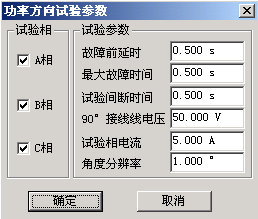 功率方向试验参数
试验相
A相
B相
C相
试验参数
故障前延时 0.500 s
最大故障时间 0.500 s
试验间断时间 0.500 s
90°接线线电压 50.000 V
试验相电流 5.000 A
角度分辨率 1.000 °
确定 取消